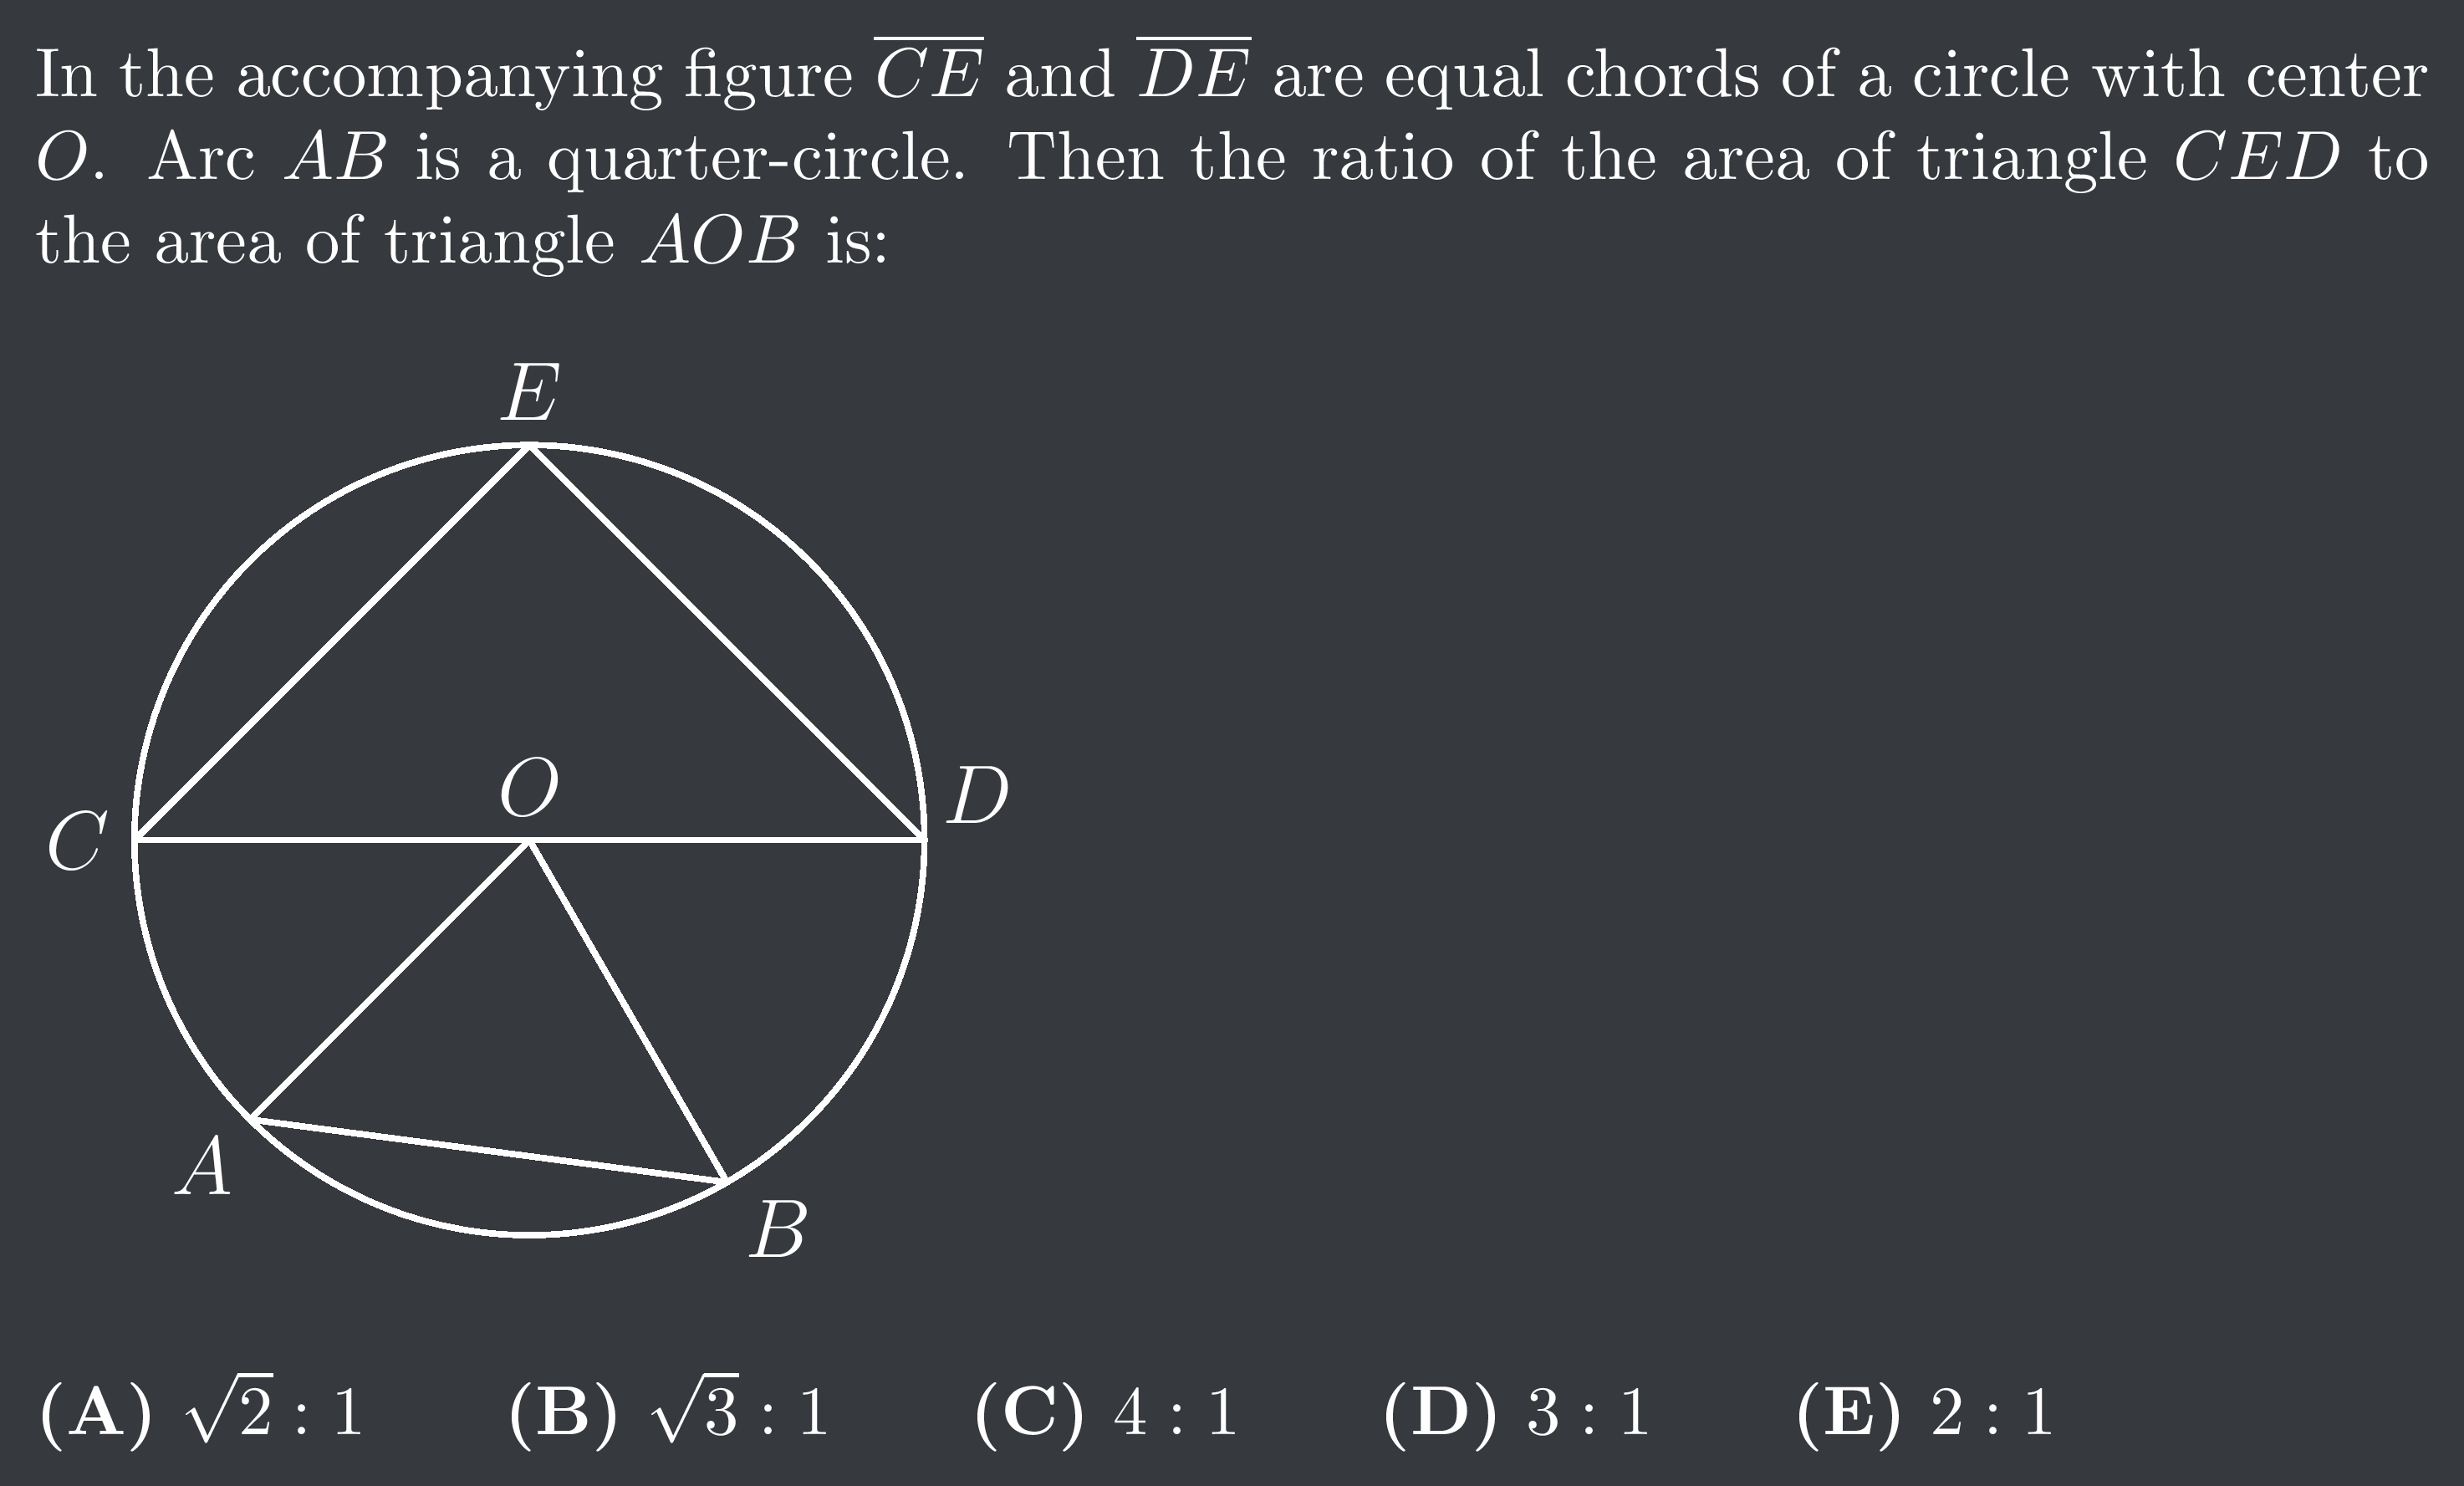 In the accompanying figure $\overline{CE}$ and $\overline{DE}$ are equal chords of a circle with center
$O$. Arc $AB$ is a quarter-circle. Then the ratio of the area of triangle $CED$ to
the area of triangle $AOB$ is:
E
O
D
C
A
B
(A) $\sqrt{2} : 1$ (B) $\sqrt{3} : 1$ (C) $4 : 1$ (D) $3 : 1$ (E) $2 : 1$